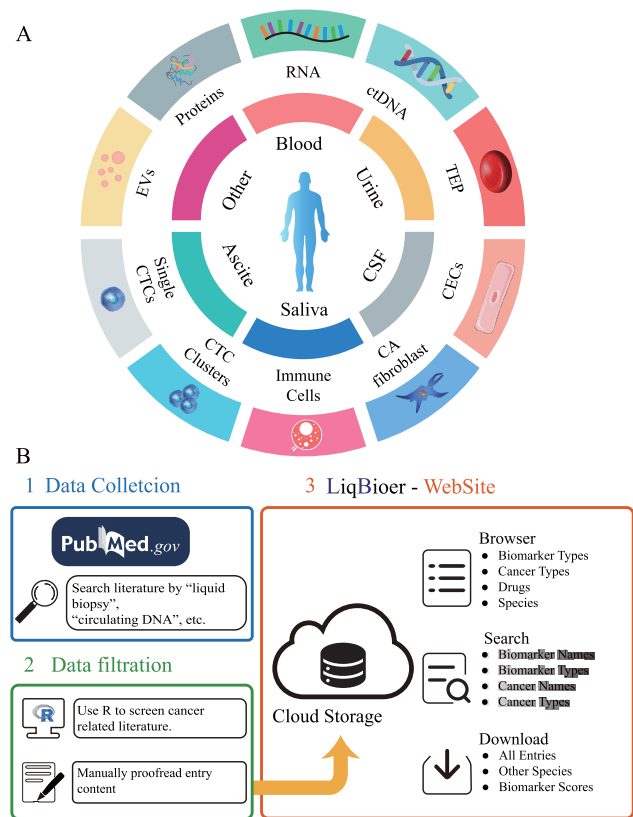 A
RNA
ctDNA
TEP
CECs
CA
fibroblast
Immune
Cells
CTC
Clusters
Single
CTCs
EVs
Proteins
Blood
Urine
CSF
Saliva
Ascite
Other
B
1 Data Colletcion
PubMed.gov
Search literature by “liquid
biopsy”,
“circulating DNA”, etc.
2 Data filtration
R
Use R to screen cancer
related literature.
Manually proofread entry
content
3 LiqBioer - WebSite
Cloud Storage
Browser
Biomarker Types
Cancer Types
Drugs
Species
Search
Biomarker Names
Biomarker Types
Cancer Names
Cancer Types
Download
All Entries
Other Species
Biomarker Scores